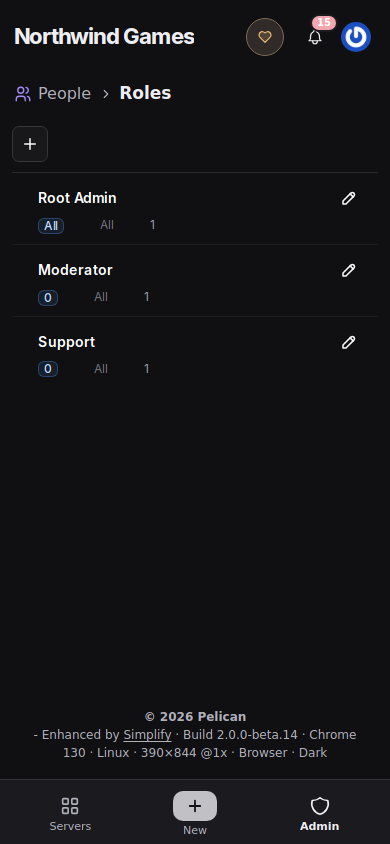 Northwind Games
15
People
Roles
Root Admin
All All 1
Moderator
0 All 1
Support
0 All 1
© 2026 Pelican
- Enhanced by Simplify · Build 2.0.0-beta.14 · Chrome
130 · Linux · 390×844 @1x · Browser · Dark
Servers
New
Admin